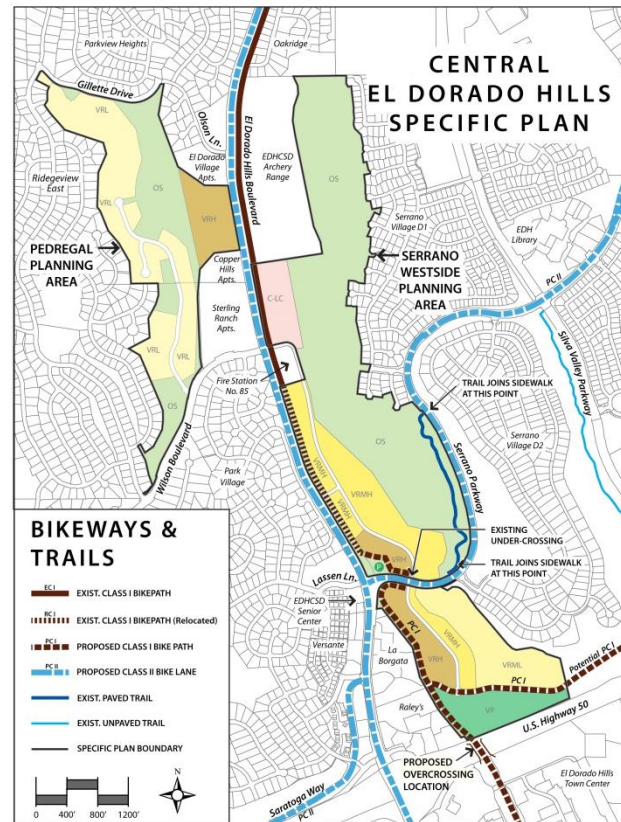 CENTRAL
EL DORADO HILLS
SPECIFIC PLAN
Parkview Heights
Oakridge
Gillette Drive
Olson Ln.
El Dorado Hills Boulevard
VRL
OS
El Dorado
Village
Apts.
EDHCSD
Archery
Range
OS
Ridgeview
East
VRL
VRH
Serrano
Village D1
EDH
Library
PEDREGAL
PLANNING
AREA
Copper
Hills
Apts.
SERRANO
WESTSIDE
PLANNING
AREA
PC II
C-LC
Sterling
Ranch
Apts.
Silva Valley Parkway
VRL
VRL
Fire Station
No. 85
TRAIL JOINS SIDEWALK
AT THIS POINT
OS
Wilson Boulevard
OS
Serrano Parkway
Serrano
Village D2
Park
Village
VRMH
VRMH
VRMH
EXISTING
UNDER-CROSSING
VRH
P
Lassen Ln.
TRAIL JOINS SIDEWALK
AT THIS POINT
EDHCSD
Senior
Center
PC I
VRMH
Versante
La
Borgata
VRH
VRML
PC I
Potential PC I
VP
Raley's
U.S. Highway 50
PROPOSED
OVERCROSSING
LOCATION
El Dorado Hills
Town Center
Saratoga Way
PC II
BIKEWAYS &
TRAILS
EC I
EXIST. CLASS I BIKEPATH
RC I
EXIST. CLASS I BIKEPATH (Relocated)
PC I
PROPOSED CLASS I BIKE PATH
PC II
PROPOSED CLASS II BIKE LANE
EXIST. PAVED TRAIL
EXIST. UNPAVED TRAIL
SPECIFIC PLAN BOUNDARY
0 400' 800' 1200'
N